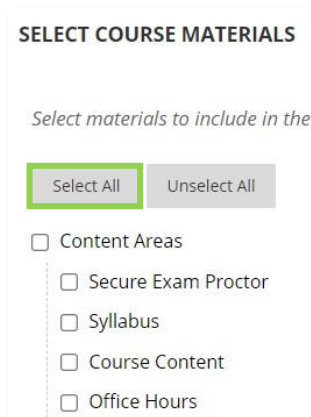 SELECT COURSE MATERIALS
Select materials to include in the
Select All Unselect All
Content Areas
Secure Exam Proctor
Syllabus
Course Content
Office Hours